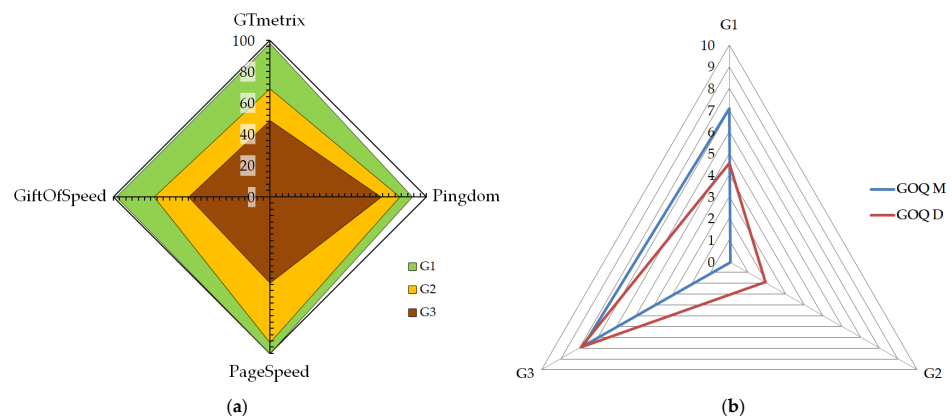 GTmetrix
100
80
60
40
20
0
GiftOfSpeed
Pingdom
G1
G2
G3
PageSpeed
(a)
G1
10
9
8
7
6
5
4
3
2
1
0
GOQ M
GOQ D
G3
G2
(b)